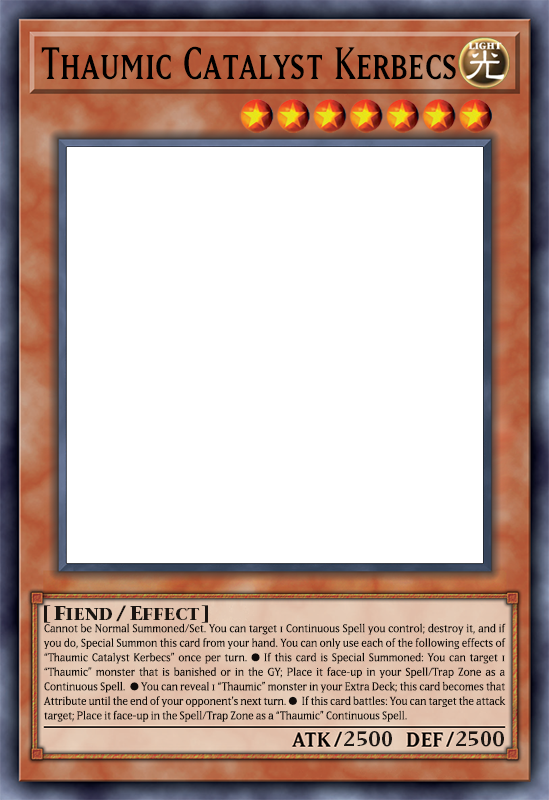 THAUMIC CATALYST KERBECS
LIGHT
光
[ FIEND / EFFECT ]
Cannot be Normal Summoned/Set. You can target 1 Continuous Spell you control; destroy it, and if
you do, Special Summon this card from your hand. You can only use each of the following effects of
"Thaumic Catalyst Kerbecs" once per turn. ● If this card is Special Summoned: You can target 1
"Thaumic" monster that is banished or in the GY; Place it face-up in your Spell/Trap Zone as a
Continuous Spell. ● You can reveal 1 "Thaumic" monster in your Extra Deck; this card becomes that
Attribute until the end of your opponent's next turn. ● If this card battles: You can target the attack
target; Place it face-up in the Spell/Trap Zone as a "Thaumic" Continuous Spell.
ATK/2500 DEF/2500